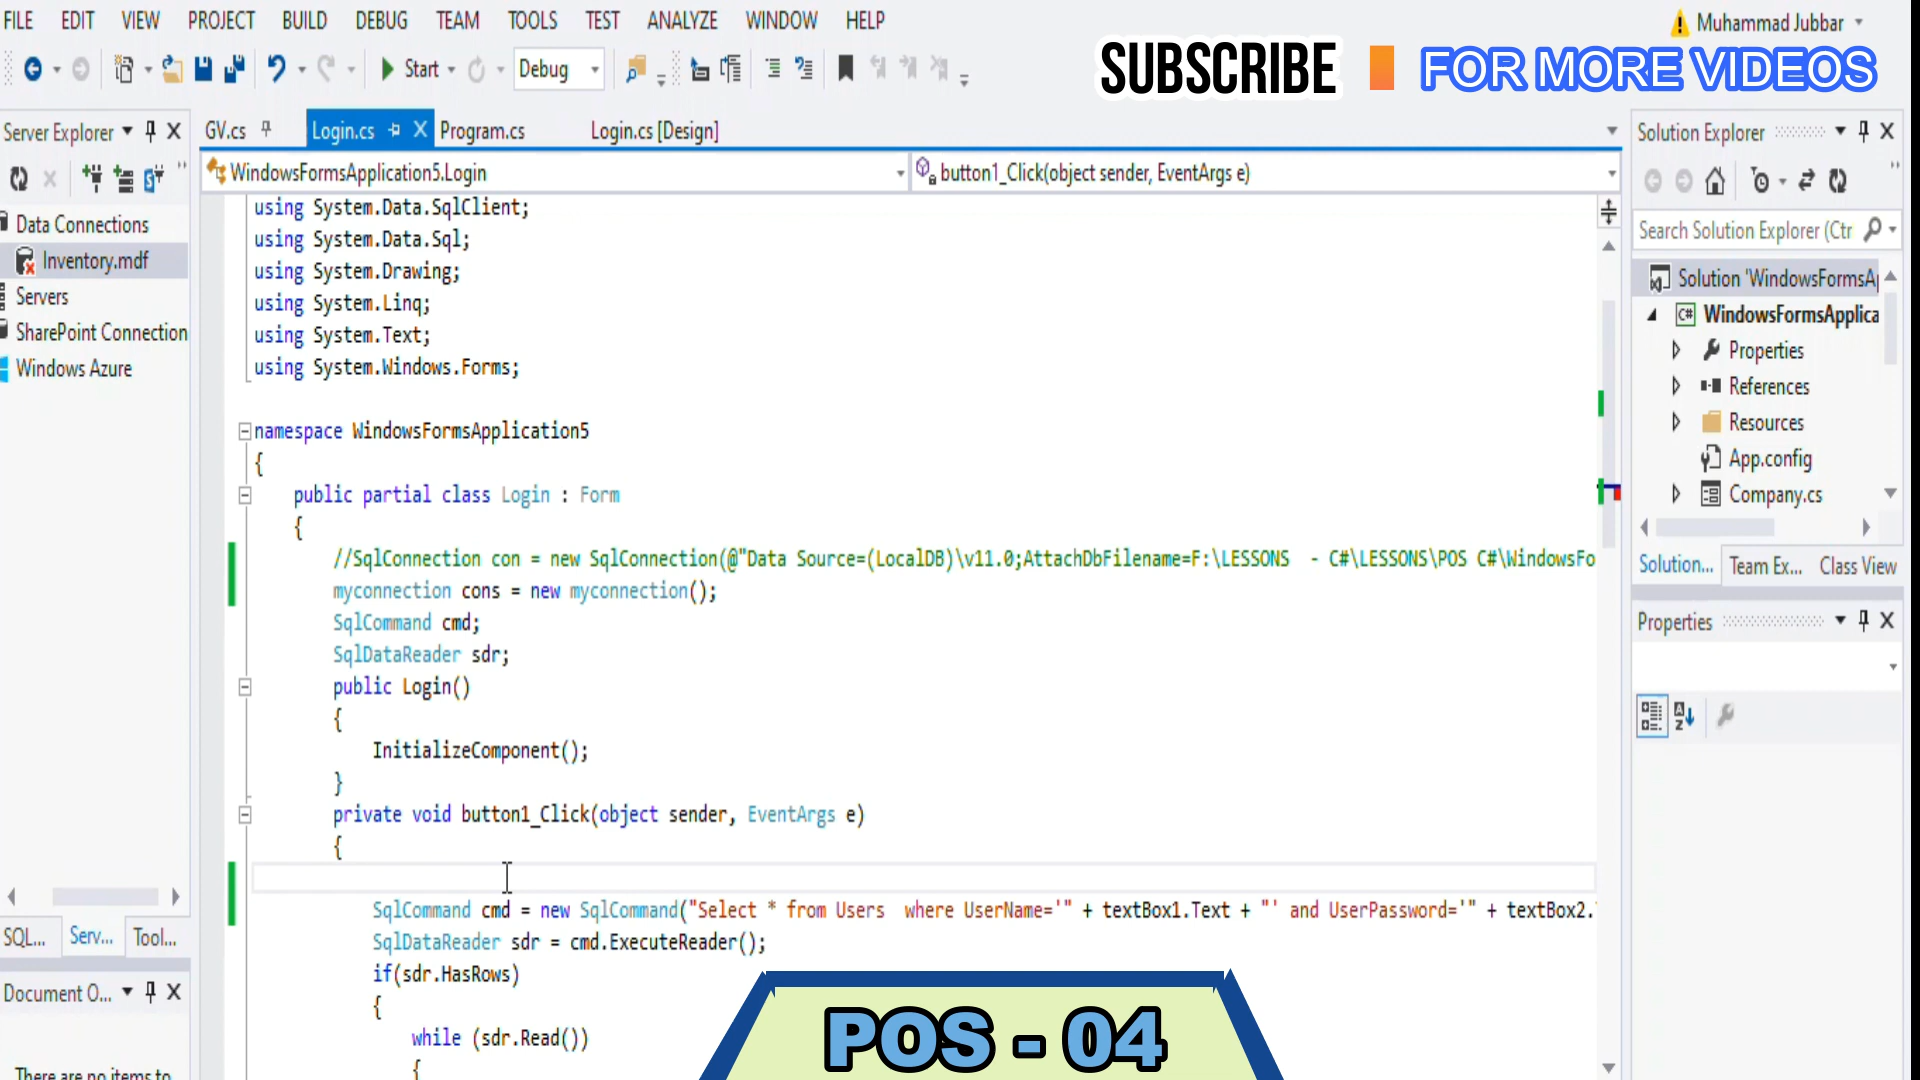 FILE EDIT VIEW PROJECT BUILD DEBUG TEAM TOOLS TEST ANALYZE WINDOW HELP
Muhammad Jubbar
Start Debug
SUBSCRIBE FOR MORE VIDEOS
Server Explorer
GV.cs Login.cs Program.cs Login.cs [Design]
Solution Explorer
WindowsFormsApplication5.Login
button1_Click(object sender, EventArgs e)
Data Connections
Inventory.mdf
Servers
SharePoint Connection
Windows Azure
using System.Data.SqlClient;
using System.Data.Sql;
using System.Drawing;
using System.Linq;
using System.Text;
using System.Windows.Forms;
namespace WindowsFormsApplication5
{
public partial class Login : Form
{
//SqlConnection con = new SqlConnection(@"Data Source=(LocalDB)\v11.0;AttachDbFilename=F:\LESSONS  - C#\LESSONS\POS C#\WindowsFo
myconnection cons = new myconnection();
SqlCommand cmd;
SqlDataReader sdr;
public Login()
{
InitializeComponent();
}
private void button1_Click(object sender, EventArgs e)
{
SqlCommand cmd = new SqlCommand("Select * from Users  where UserName='" + textBox1.Text + "' and UserPassword='" + textBox2.
SqlDataReader sdr = cmd.ExecuteReader();
if(sdr.HasRows)
{
while (sdr.Read())
{
Search Solution Explorer (Ctr
Solution 'WindowsFormsA
C# WindowsFormsApplica
Properties
References
Resources
App.config
Company.cs
Solution... Team Ex... Class View
Properties
SQL... Serv... Tool...
Document O...
There are no items to
POS - 04